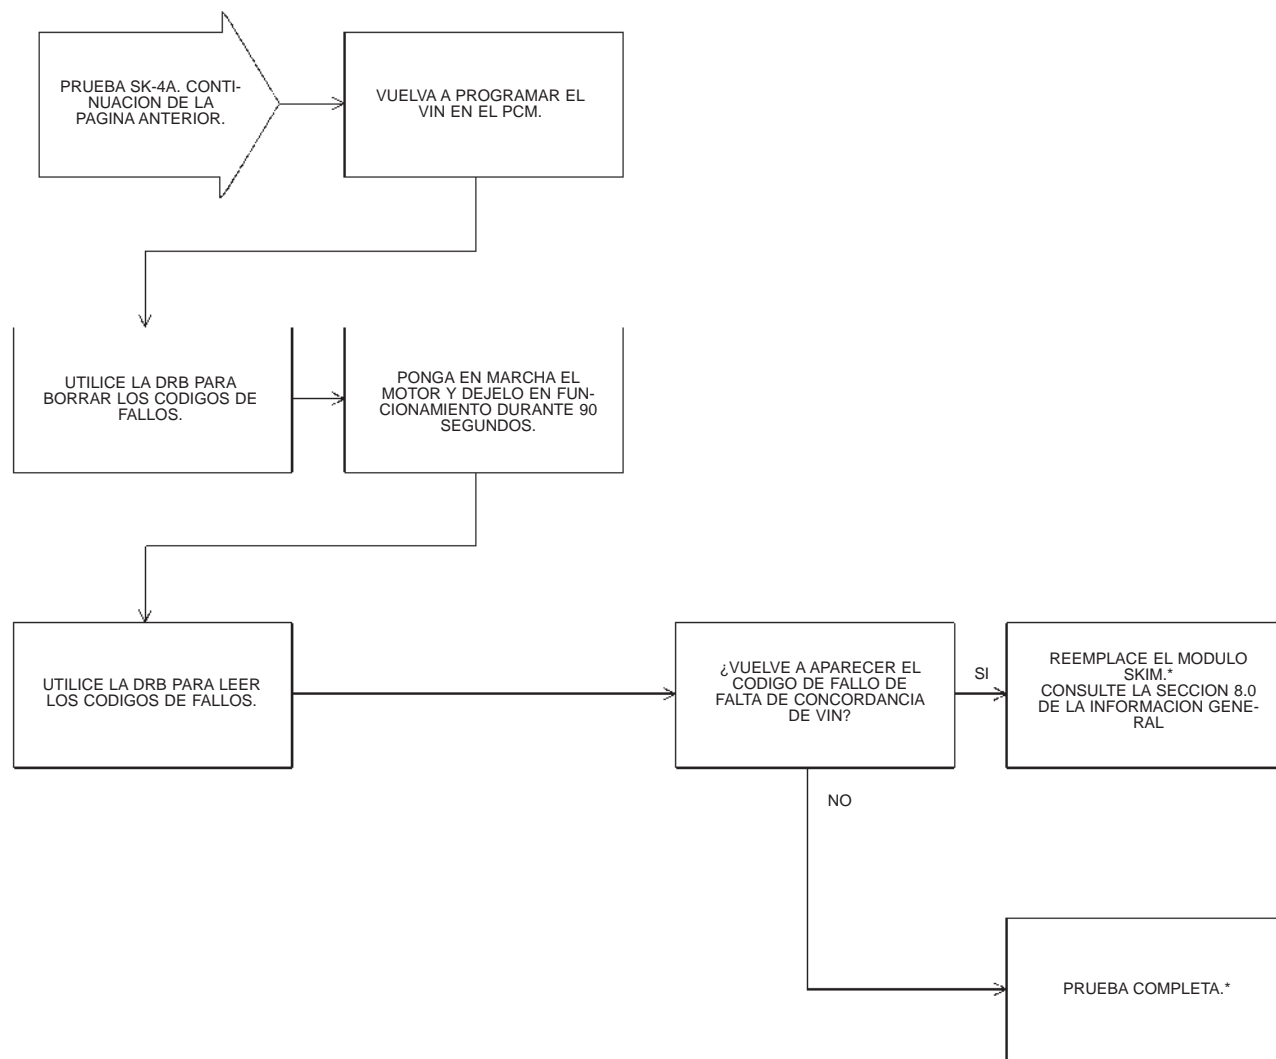 PRUEBA SK-4A. CONTI-
NUACION DE LA
PAGINA ANTERIOR.
VUELVA A PROGRAMAR EL
VIN EN EL PCM.
UTILICE LA DRB PARA
BORRAR LOS CODIGOS DE
FALLOS.
PONGA EN MARCHA EL
MOTOR Y DEJELO EN FUN-
CIONAMIENTO DURANTE 90
SEGUNDOS.
UTILICE LA DRB PARA LEER
LOS CODIGOS DE FALLOS.
¿VUELVE A APARECER EL
CODIGO DE FALLO DE
FALTA DE CONCORDANCIA
DE VIN?
SI
REEMPLACE EL MODULO
SKIM.*
CONSULTE LA SECCION 8.0
DE LA INFORMACION GENE-
RAL
NO
PRUEBA COMPLETA.*